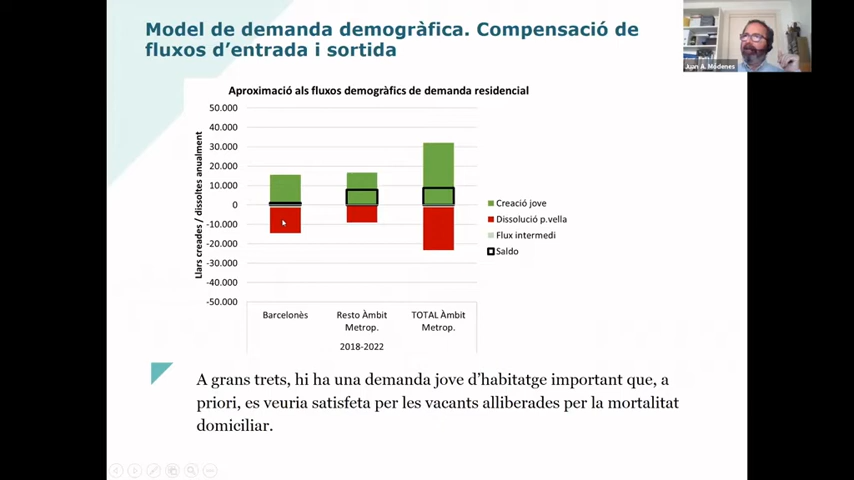 Model de demanda demogràfica. Compensació de
fluxos d'entrada i sortida
Juan A. Módenes
Aproximació als fluxos demogràfics de demanda residencial
Llars creades / dissoltes anualment
50.000
40.000
30.000
20.000
10.000
0
-10.000
-20.000
-30.000
-40.000
-50.000
Creació jove
Dissolució p.vella
Flux intermedi
Saldo
Barcelonès
Resto Àmbit
Metrop.
TOTAL Àmbit
Metrop.
2018-2022
A grans trets, hi ha una demanda jove d'habitatge important que, a
priori, es veuria satisfeta per les vacants alliberades per la mortalitat
domiciliar.